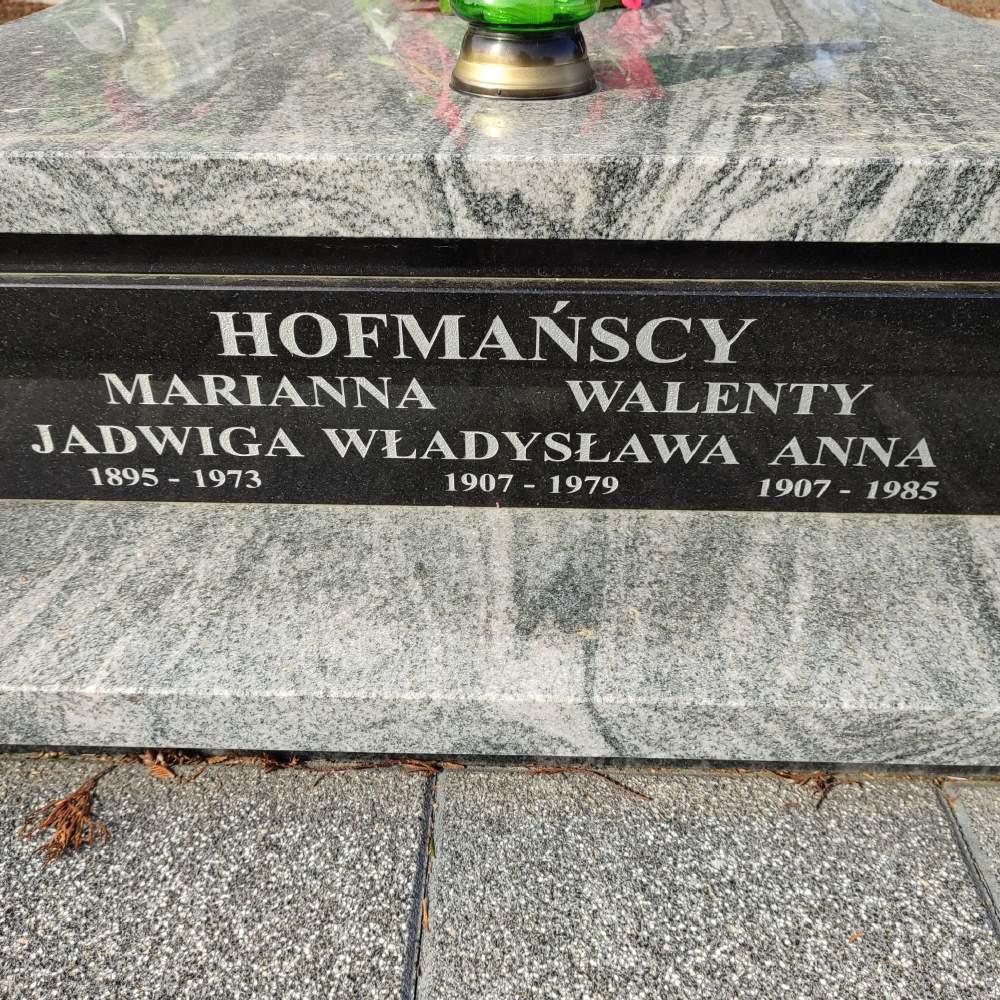 HOFMAŃSCY
MARIANNA WALENTY
JADWIGA WŁADYSŁAWA ANNA
1895 - 1973 1907 - 1979 1907 - 1985